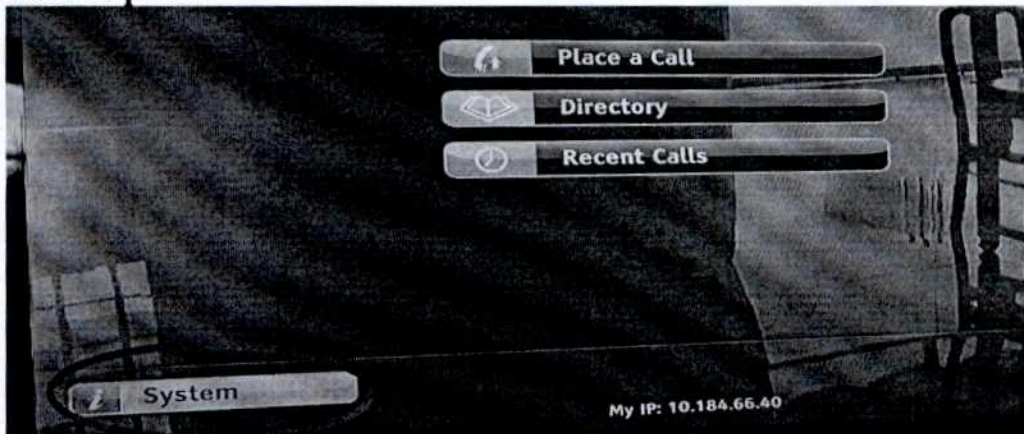 Place a Call
Directory
Recent Calls
System
My IP: 10.184.66.40